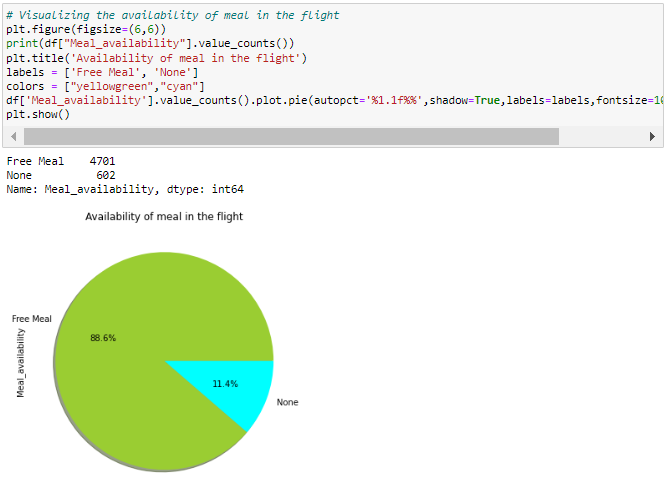 # Visualizing the availability of meal in the flight
plt.figure(figsize=(6,6))
print(df["Meal_availability"].value_counts())
plt.title('Availability of meal in the flight')
labels = ['Free Meal', 'None']
colors = ["yellowgreen","cyan"]
df['Meal_availability'].value_counts().plot.pie(autopct='%1.1f%%',shadow=True,labels=labels,fontsize=10
plt.show()
Free Meal    4701
None          602
Name: Meal_availability, dtype: int64
Availability of meal in the flight
Free Meal
88.6%
Meal_availability
11.4%
None